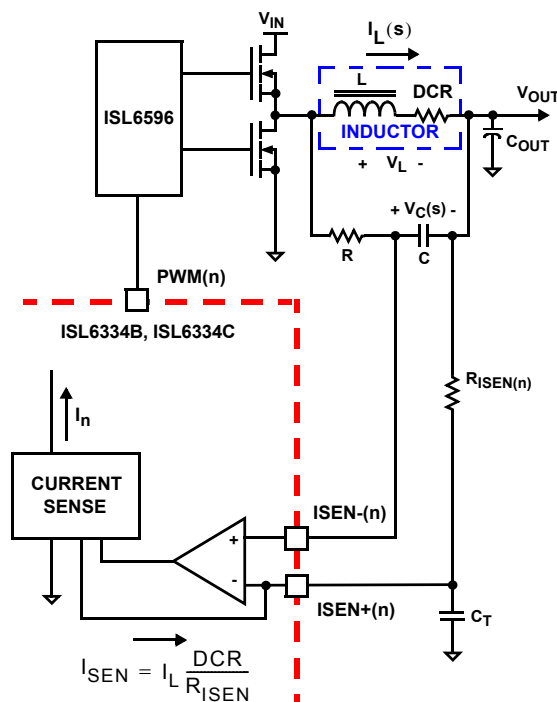 V_IN
I_L(s)
ISL6596
L
DCR
V_OUT
INDUCTOR
C_OUT
+ V_L -
+ V_C(s) -
R
C
PWM(n)
ISL6334B, ISL6334C
R_ISEN(n)
I_n
CURRENT
SENSE
ISEN-(n)
+
-
ISEN+(n)
C_T
I_SEN = I_L DCR/R_ISEN